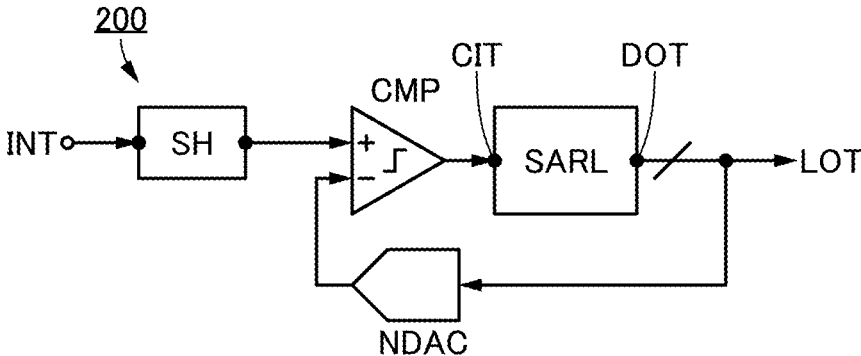 200
CIT
DOT
CMP
INT
SH
+
−
SARL
LOT
NDAC